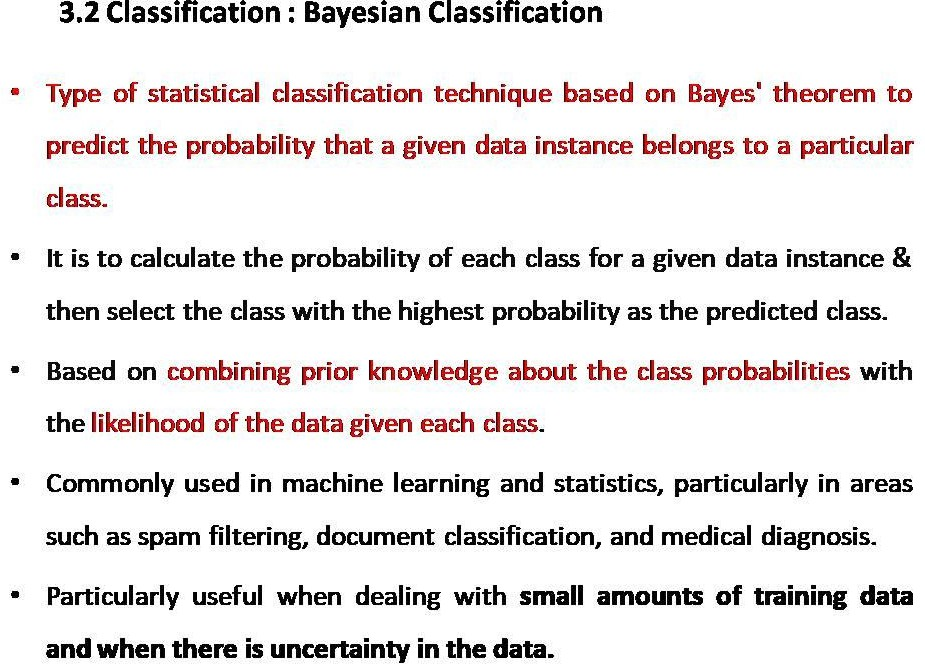 3.2 Classification : Bayesian Classification
• Type of statistical classification technique based on Bayes' theorem to
predict the probability that a given data instance belongs to a particular
class.
• It is to calculate the probability of each class for a given data instance &
then select the class with the highest probability as the predicted class.
• Based on combining prior knowledge about the class probabilities with
the likelihood of the data given each class.
• Commonly used in machine learning and statistics, particularly in areas
such as spam filtering, document classification, and medical diagnosis.
• Particularly useful when dealing with small amounts of training data
and when there is uncertainty in the data.